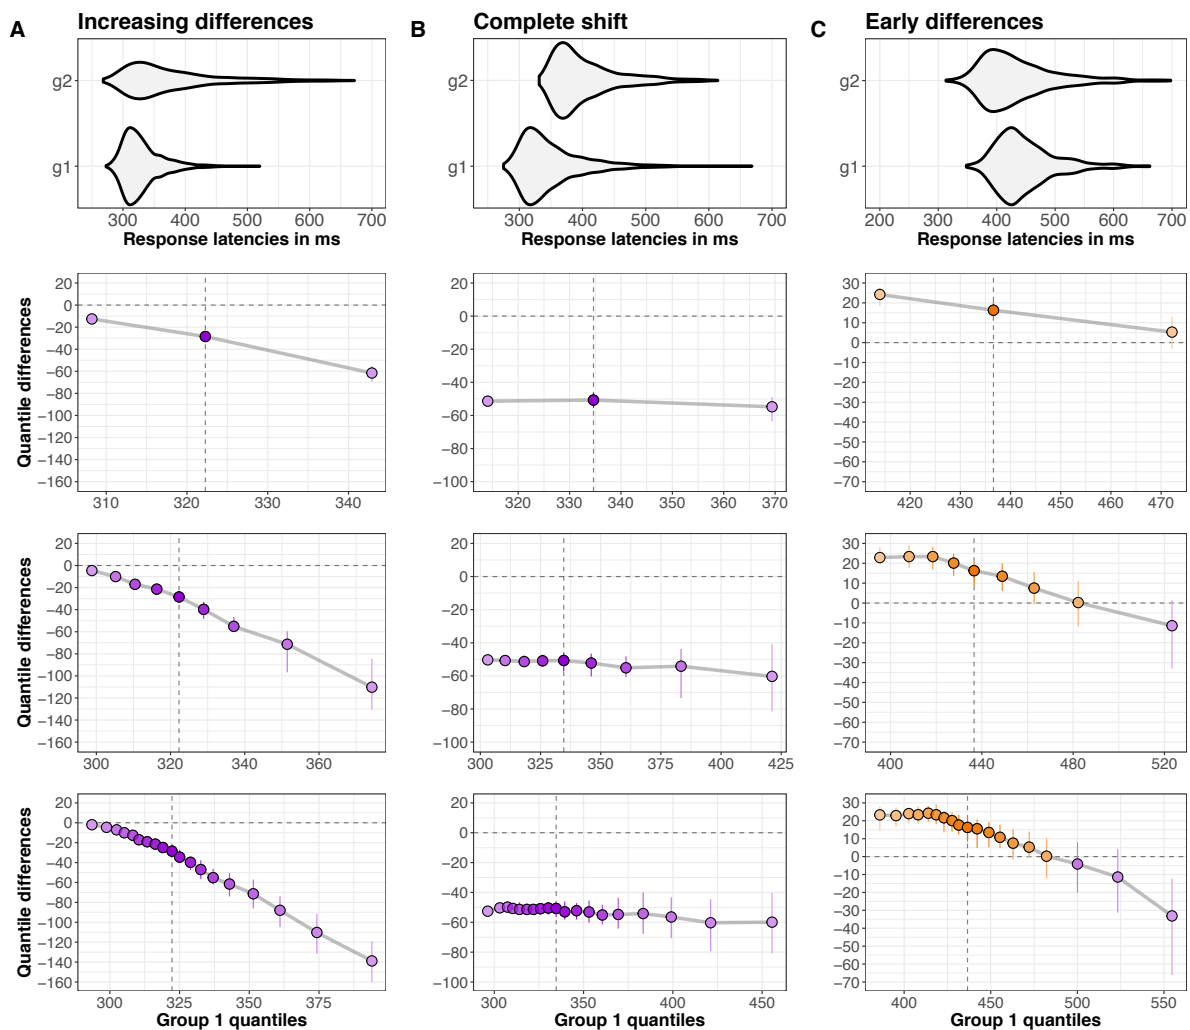 A Increasing differences
g2
g1
300 400 500 600 700
Response latencies in ms
B Complete shift
g2
g1
300 400 500 600 700
Response latencies in ms
C Early differences
g2
g1
200 300 400 500 600 700
Response latencies in ms
Quantile differences
20
0
−20
−40
−60
−80
−100
−120
−140
−160
310 320 330 340
20
0
−20
−40
−60
−80
−100
320 330 340 350 360 370
30
20
10
0
−10
−20
−30
−40
−50
−60
−70
420 430 440 450 460 470
Quantile differences
20
0
−20
−40
−60
−80
−100
−120
−140
−160
300 320 340 360
20
0
−20
−40
−60
−80
−100
300 325 350 375 400 425
30
20
10
0
−10
−20
−30
−40
−50
−60
−70
400 440 480 520
Quantile differences
20
0
−20
−40
−60
−80
−100
−120
−140
−160
300 325 350 375
Group 1 quantiles
20
0
−20
−40
−60
−80
−100
300 350 400 450
Group 1 quantiles
30
20
10
0
−10
−20
−30
−40
−50
−60
−70
400 450 500 550
Group 1 quantiles